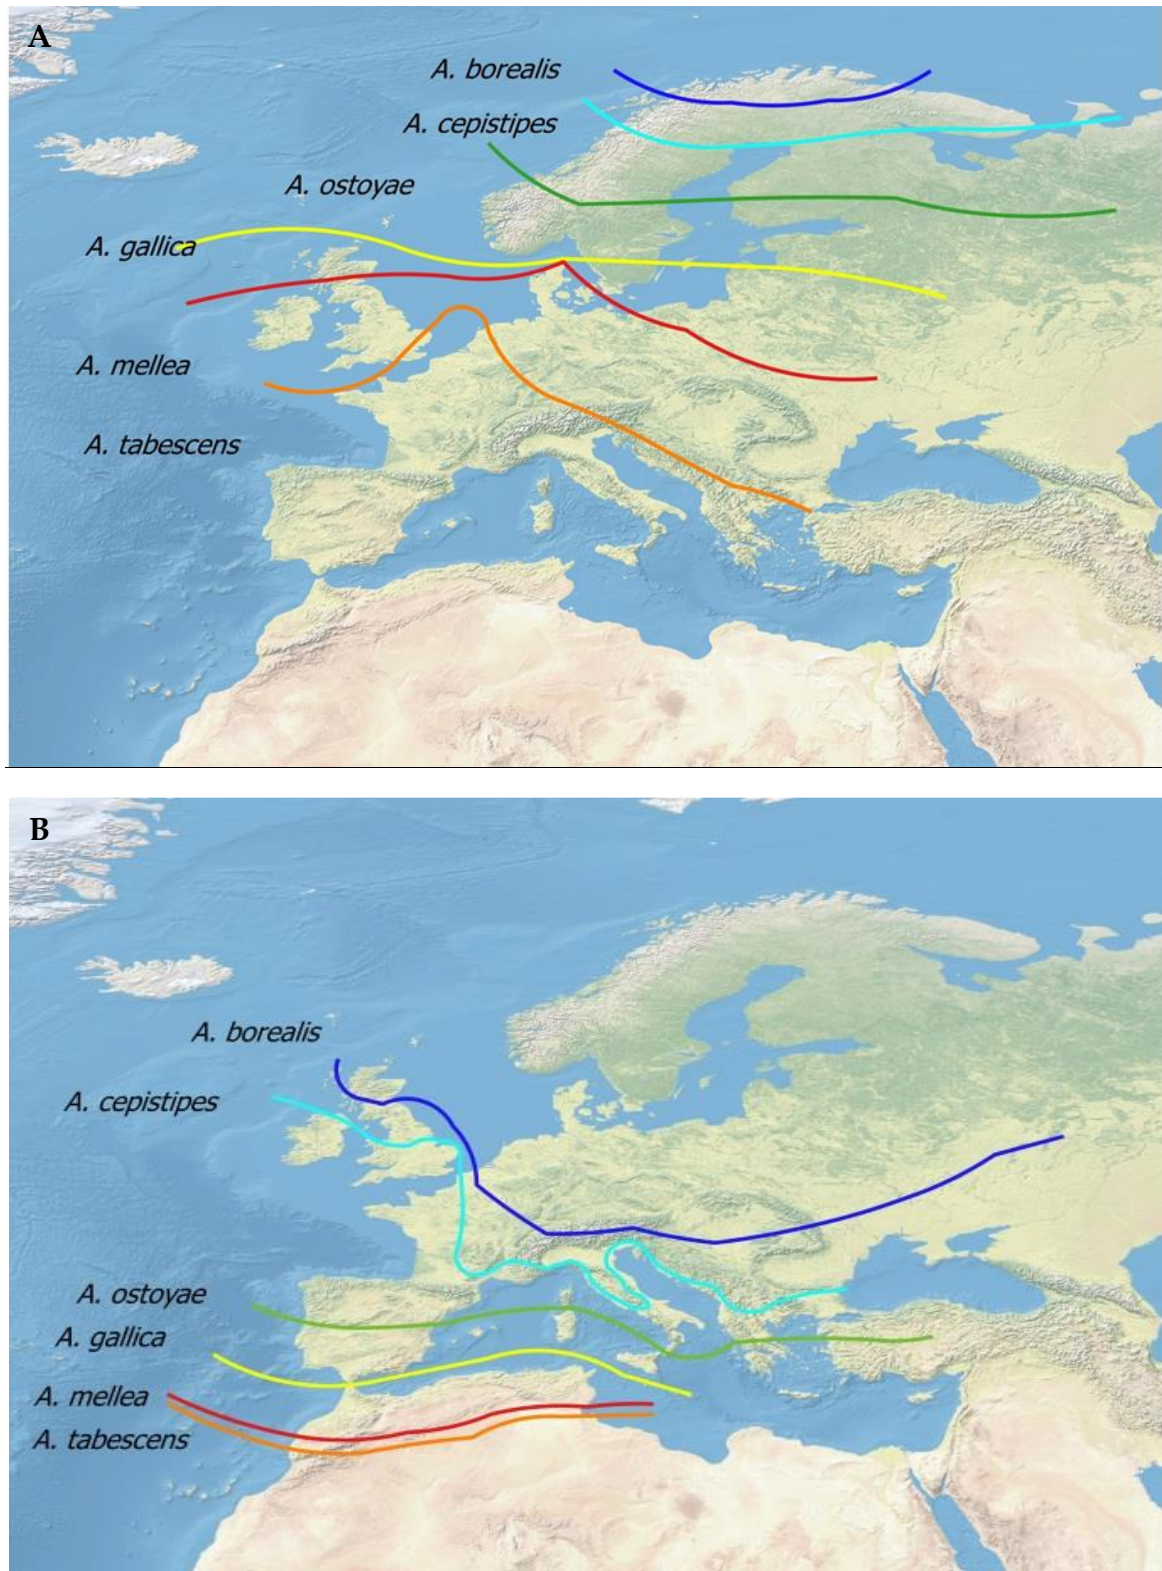 A
A. borealis
A. cepistipes
A. ostoyae
A. gallica
A. mellea
A. tabescens
B
A. borealis
A. cepistipes
A. ostoyae
A. gallica
A. mellea
A. tabescens